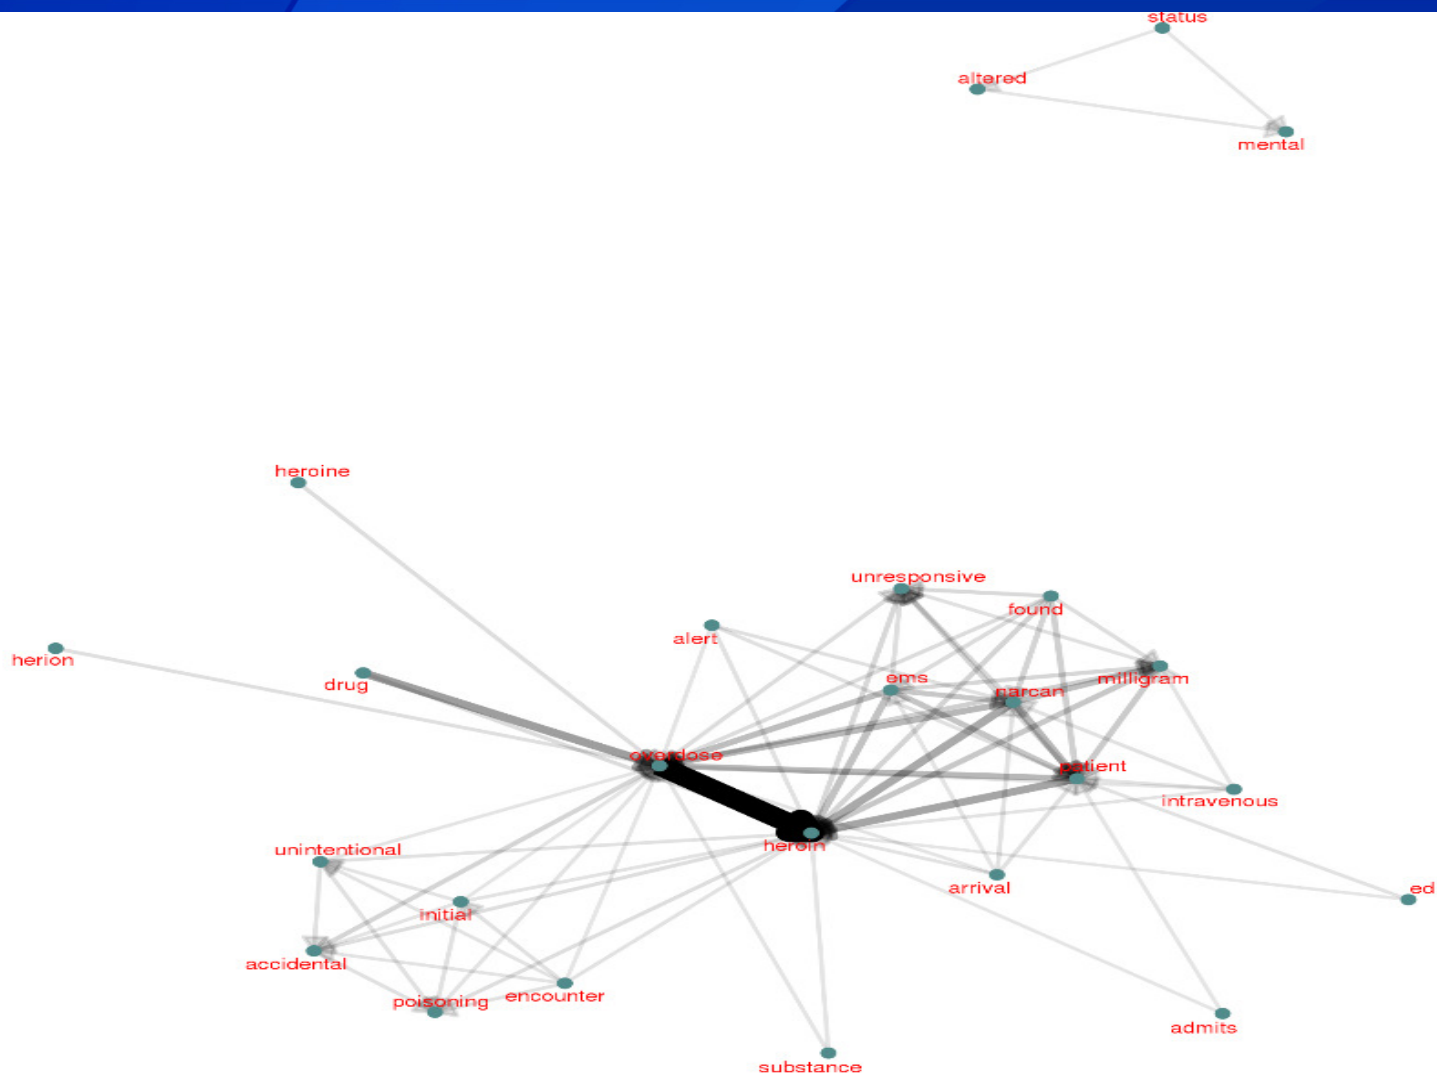 status
altered
mental
heroine
unresponsive
found
alert
herion
drug
ems
milligram
narcan
overdose
patient
intravenous
heroin
unintentional
arrival
ed
initial
accidental
poisoning
encounter
admits
substance